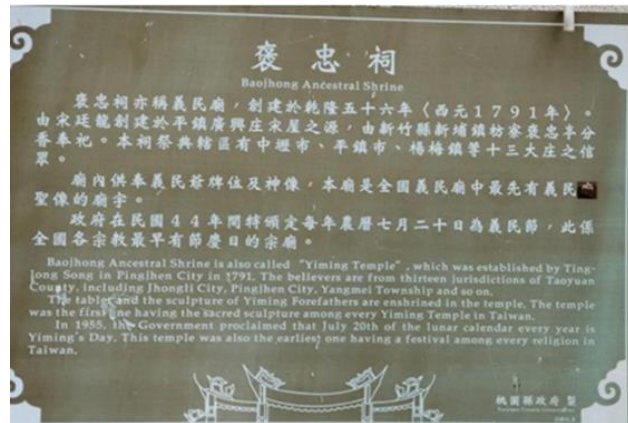 褒忠祠
Baojhong Ancestral Shrine
褒忠祠亦稱義民廟，創建於乾隆五十六年〈西元1791年〉。
由宋廷龍創建於平鎮廣興庄宋屋之源，由新竹縣新埔鎮枋寮褒忠亭分
香奉祀。本祠祭典轄區有中壢市、平鎮市、楊梅鎮等十三大庄之信
眾。
廟內供奉義民爺牌位及神像，本廟是全國義民廟中最先有義民
聖像的廟宇。
政府在民國44年間特頒定每年農曆七月二十日為義民節，此係
全國各宗教最早有節慶日的宗廟。
Baojhong Ancestral Shrine is also called "Yiming Temple", which was established by Ting-
long Song in Pingjhen City in 1791. The believers are from thirteen jurisdictions of Taoyuan
County, including Jhongli City, Pingjhen City, Yangmei Township and so on.
The tablet and the sculpture of Yiming Forefathers are enshrined in the temple. The temple
was the first one having the sacred sculpture among every Yiming Temple in Taiwan.
In 1955, the Government proclaimed that July 20th of the lunar calendar every year is
Yiming's Day. This temple was also the earliest one having a festival among every religion in
Taiwan.
桃園縣政府 製